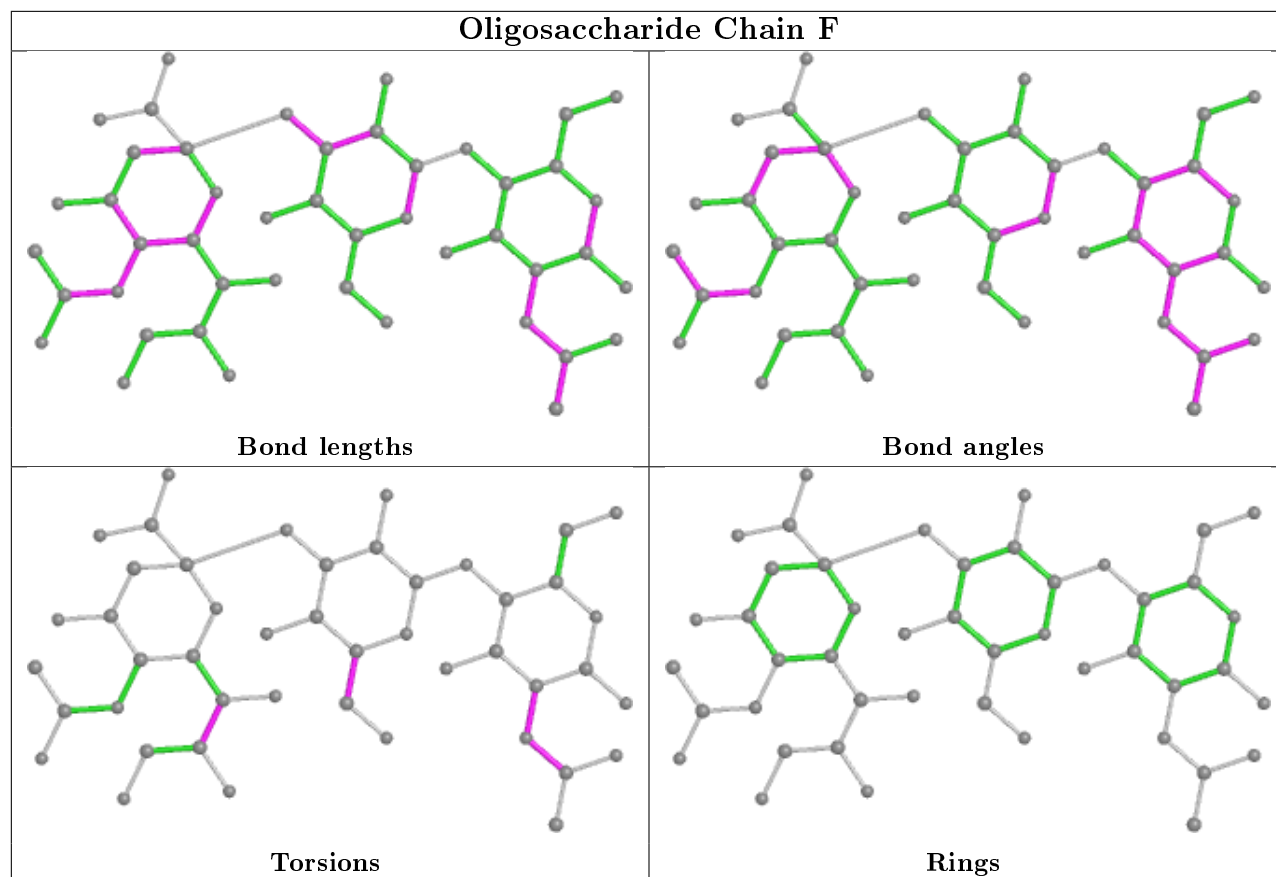 Oligosaccharide Chain F
Bond lengths
Bond angles
Torsions
Rings